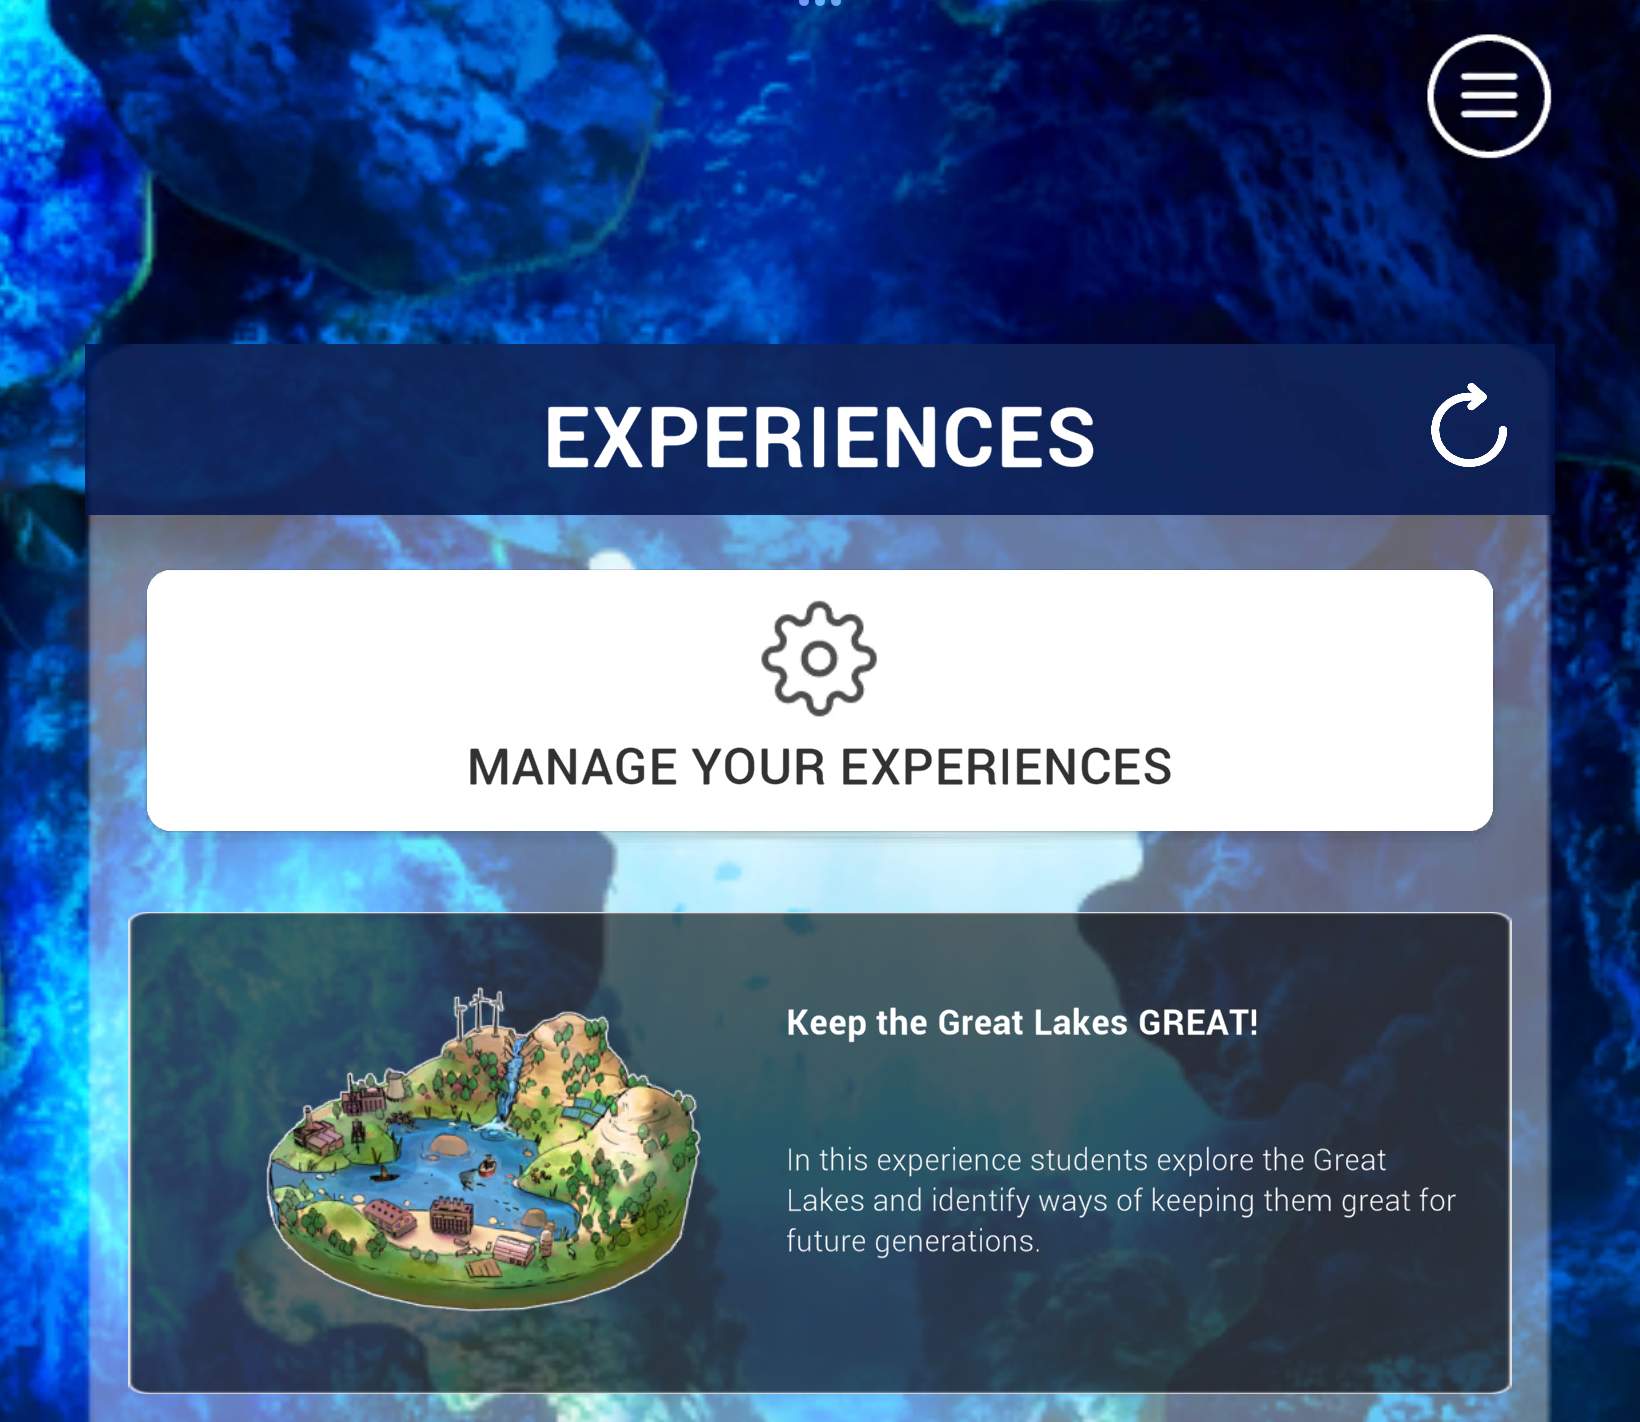 EXPERIENCES
MANAGE YOUR EXPERIENCES
Keep the Great Lakes GREAT!
In this experience students explore the Great
Lakes and identify ways of keeping them great for
future generations.